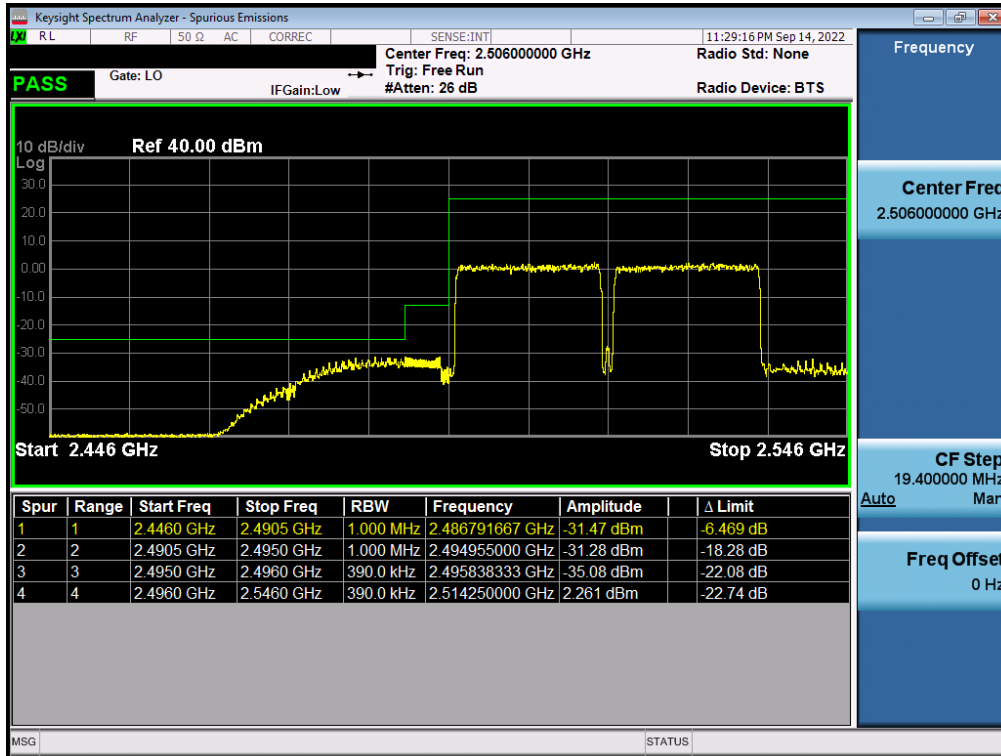 Keysight Spectrum Analyzer - Spurious Emissions
LXI RL RF 50 Ω AC CORREC SENSE:INT 11:29:16 PM Sep 14, 2022
Center Freq: 2.506000000 GHz Radio Std: None
Gate: LO Trig: Free Run
PASS IFGain:Low #Atten: 26 dB Radio Device: BTS
10 dB/div Ref 40.00 dBm
Log
30.0
20.0
10.0
0.00
-10.0
-20.0
-30.0
-40.0
-50.0
Start 2.446 GHz Stop 2.546 GHz
Spur Range Start Freq Stop Freq RBW Frequency Amplitude Δ Limit
1 1 2.4460 GHz 2.4905 GHz 1.000 MHz 2.486791667 GHz -31.47 dBm -6.469 dB
2 2 2.4905 GHz 2.4950 GHz 1.000 MHz 2.494955000 GHz -31.28 dBm -18.28 dB
3 3 2.4950 GHz 2.4960 GHz 390.0 kHz 2.495838333 GHz -35.08 dBm -22.08 dB
4 4 2.4960 GHz 2.5460 GHz 390.0 kHz 2.514250000 GHz 2.261 dBm -22.74 dB
MSG STATUS
Frequency
Center Freq
2.506000000 GHz
CF Step
19.400000 MHz
Auto Man
Freq Offset
0 Hz